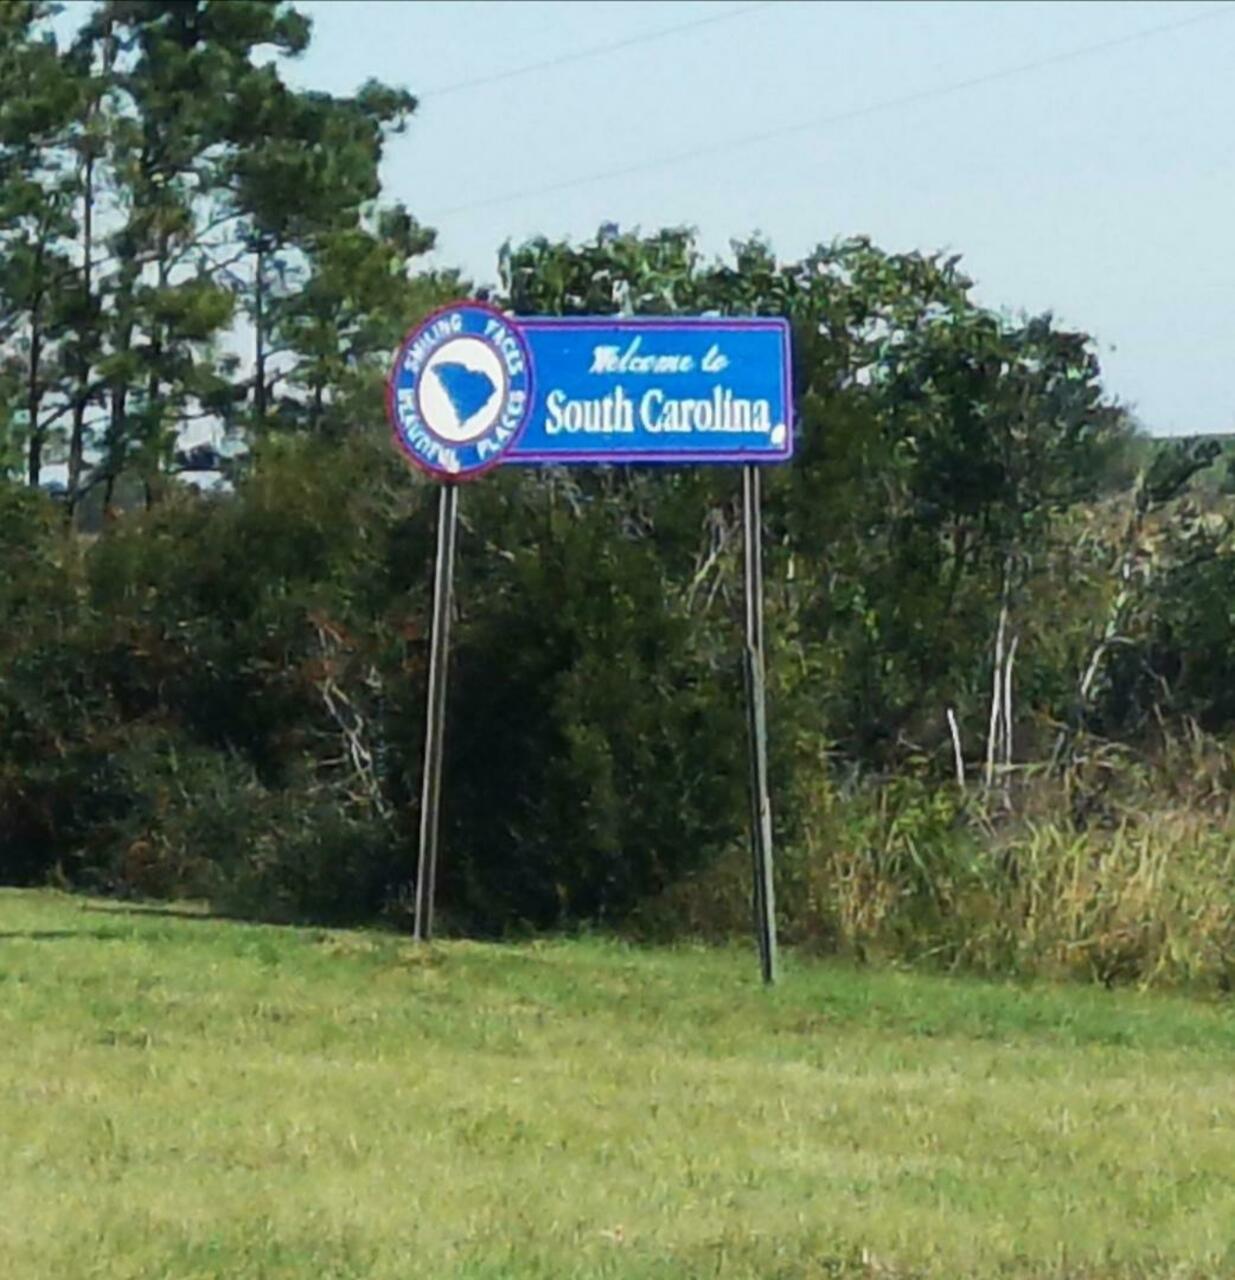 SMILING FACES
BEAUTIFUL PLACES
Welcome to
South Carolina